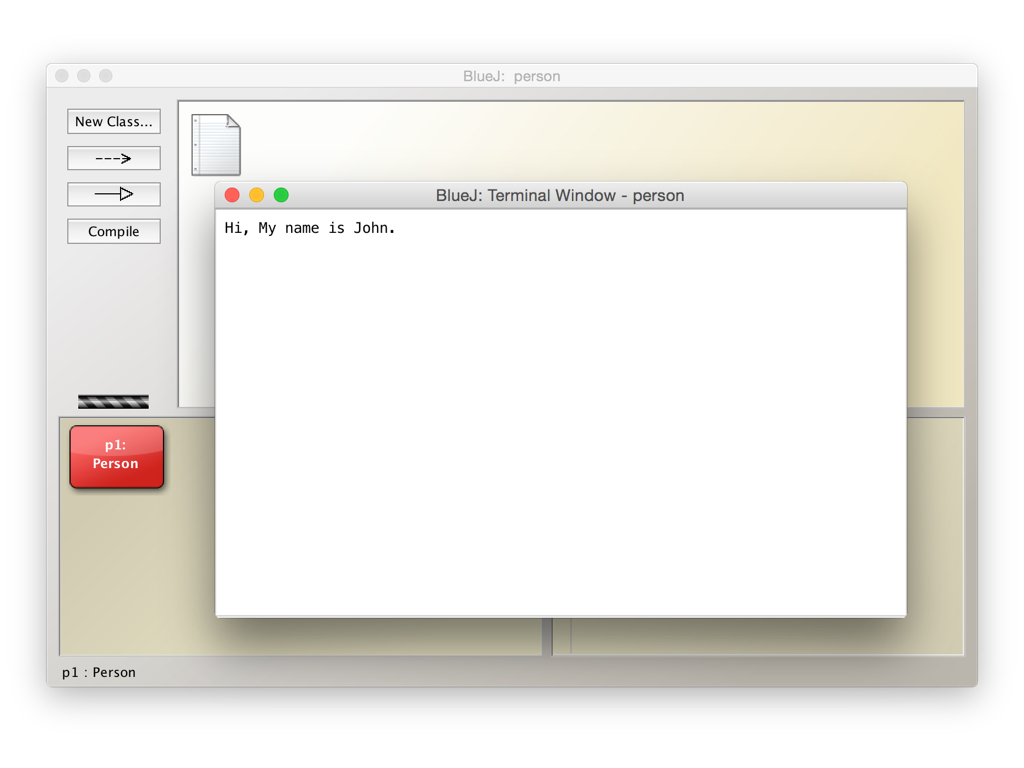 BlueJ: person
New Class...
Compile
BlueJ: Terminal Window - person
Hi, My name is John.
p1:
Person
p1 : Person